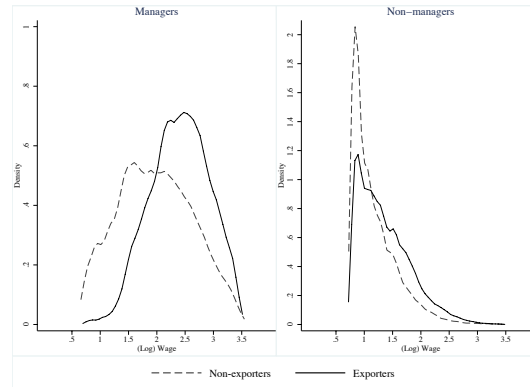 Managers
Density
0 .2 .4 .6 .8 1
.5 1 1.5 2 2.5 3 3.5
(Log) Wage
Non−managers
Density
0 .2 .4 .6 .8 1 1.2 1.4 1.6 1.8 2
.5 1 1.5 2 2.5 3 3.5
(Log) Wage
Non-exporters Exporters